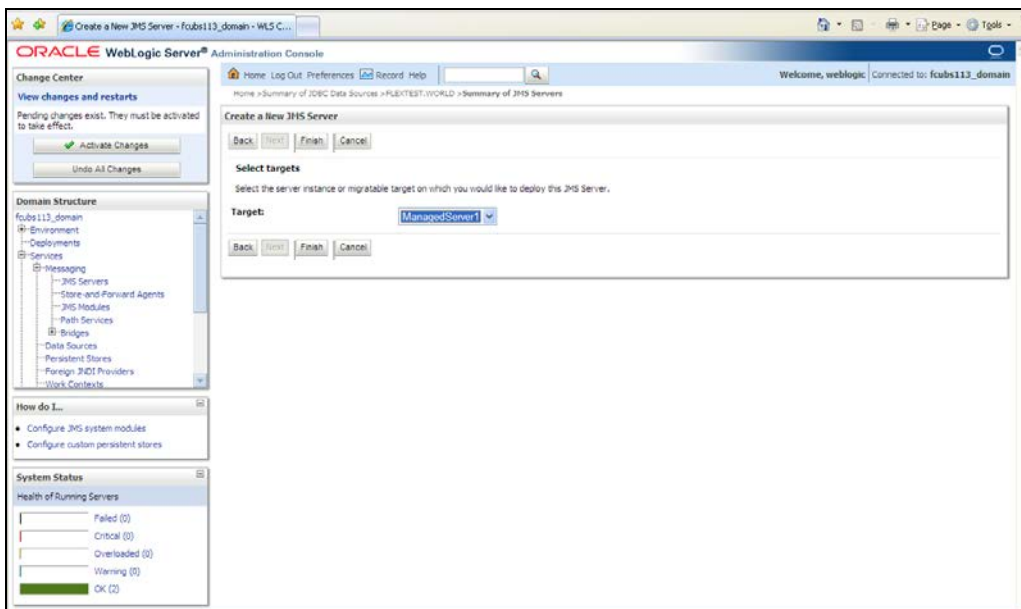 Create a New JMS Server - fcubs113_domain - WLS C...
Page
Tools
ORACLE WebLogic Server® Administration Console
Change Center
View changes and restarts
Pending changes exist. They must be activated
to take effect.
Activate Changes
Undo All Changes
Domain Structure
fcubs113_domain
Environment
Deployments
Services
Messaging
JMS Servers
Store-and-Forward Agents
JMS Modules
Path Services
Bridges
Data Sources
Persistent Stores
Foreign JNDI Providers
Work Contexts
How do I...
Configure JMS system modules
Configure custom persistent stores
System Status
Health of Running Servers
Failed (0)
Critical (0)
Overloaded (0)
Warning (0)
OK (2)
Home Log Out Preferences Record Help
Welcome, weblogic Connected to: fcubs113_domain
Home >Summary of JDBC Data Sources >FLEXTEST.WORLD >Summary of JMS Servers
Create a New JMS Server
Back Next Finish Cancel
Select targets
Select the server instance or migratable target on which you would like to deploy this JMS Server.
Target: ManagedServer1
Back Next Finish Cancel